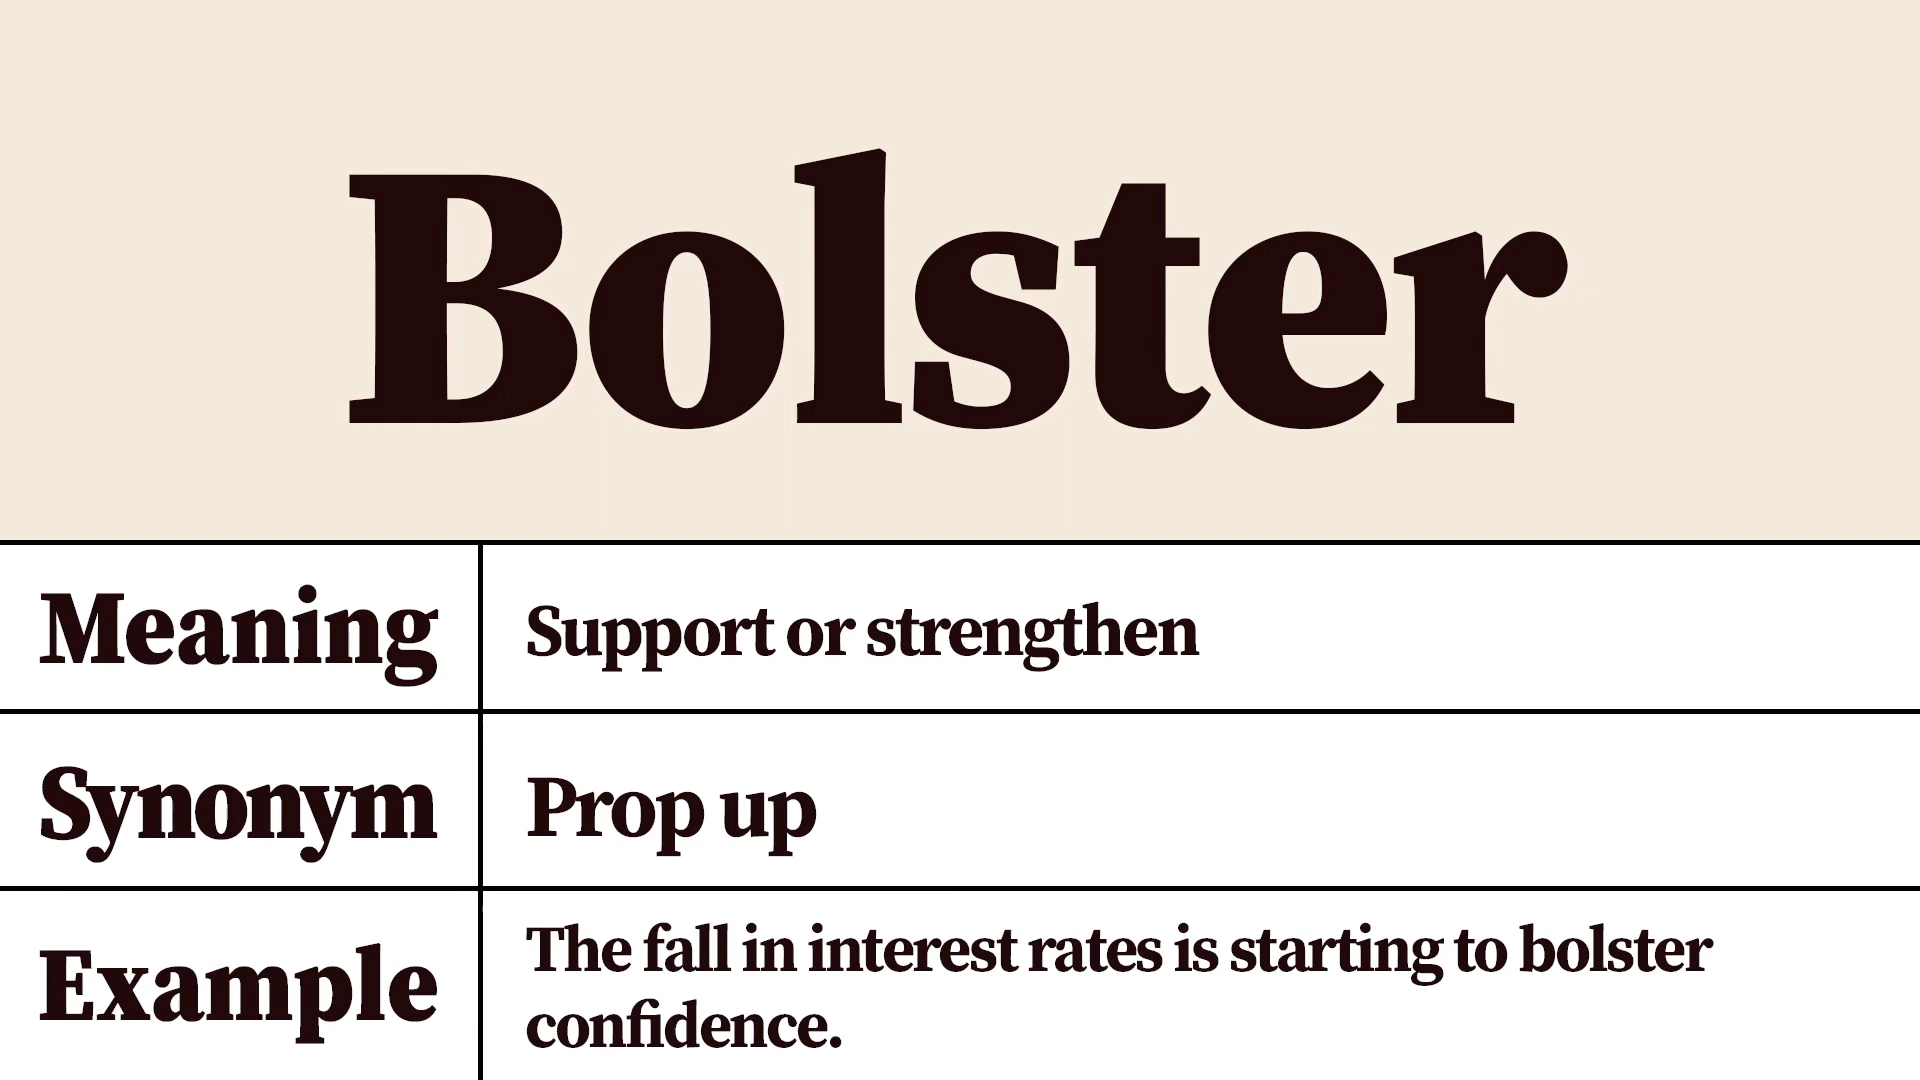 Bolster
Meaning
Support or strengthen
Synonym
Prop up
Example
The fall in interest rates is starting to bolster
confidence.